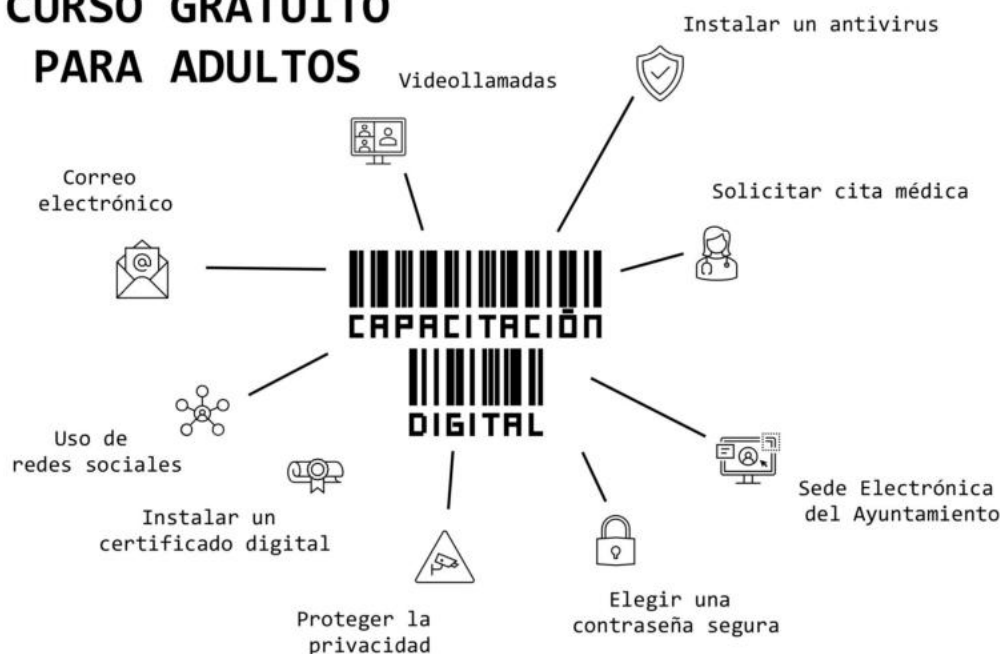 CURSO GRATUITO
PARA ADULTOS
Instalar un antivirus
Videollamadas
Correo
electrónico
Solicitar cita médica
CAPACITACIÓN
DIGITAL
Uso de
redes sociales
Instalar un
certificado digital
Sede Electrónica
del Ayuntamiento
Proteger la
privacidad
Elegir una
contraseña segura